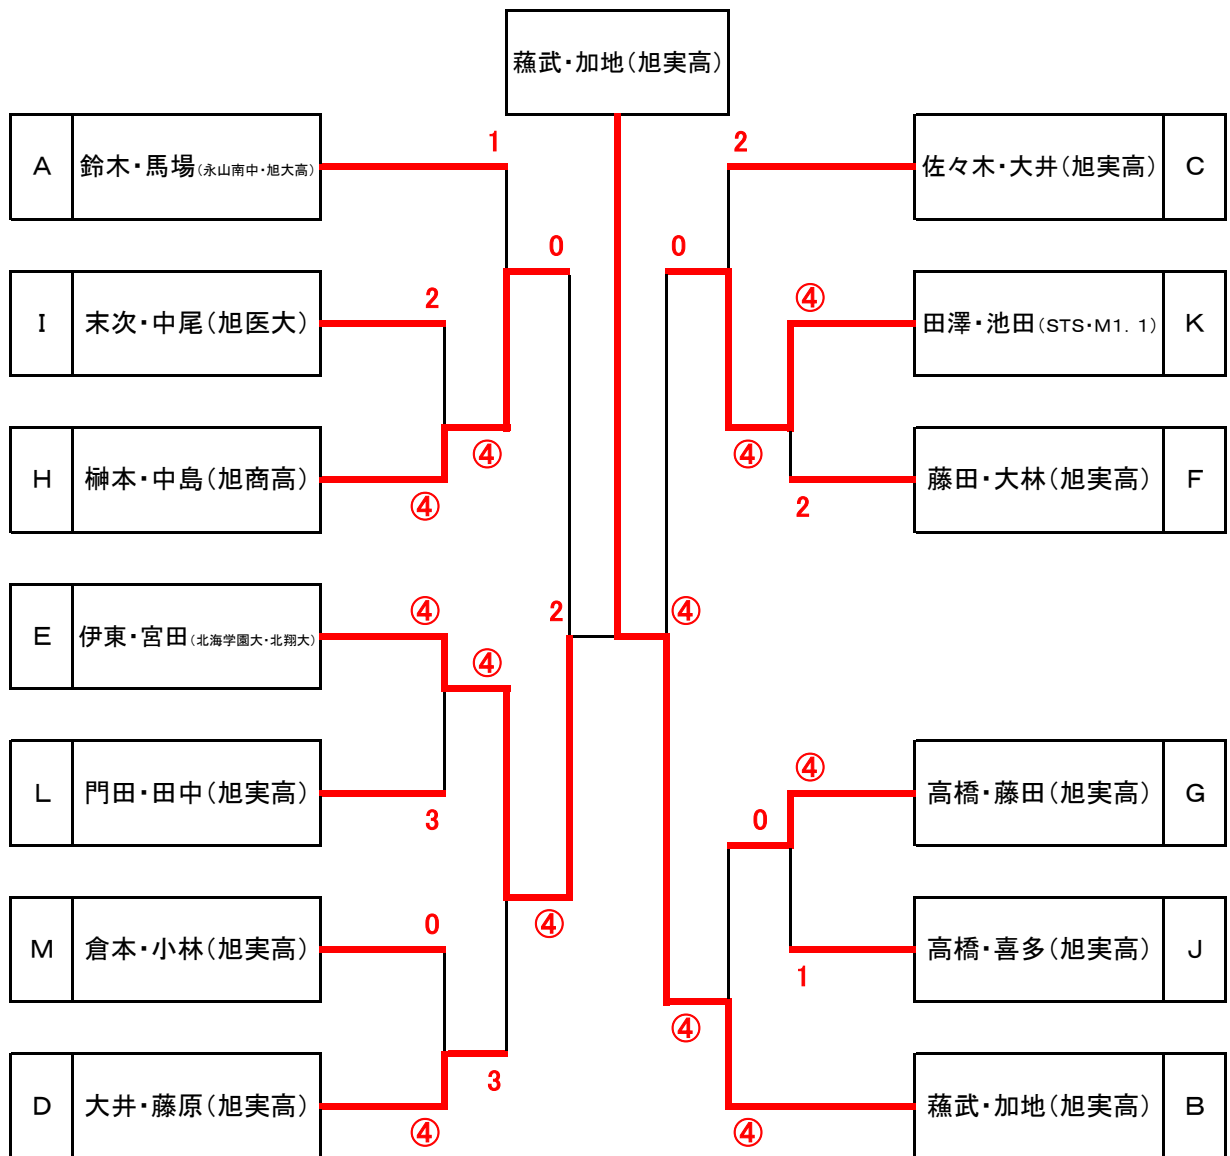 蘓武・加地(旭実高)
A 鈴木・馬場(永山南中・旭大高)
1
2
佐々木・大井(旭実高) C
0
0
I 末次・中尾(旭医大)
2
④
田澤・池田(STS・M1．1) K
H 榊本・中島(旭商高)
④
④
④
2
藤田・大林(旭実高) F
E 伊東・宮田(北海学園大・北翔大)
④
④
2
④
L 門田・田中(旭実高)
3
④
0
高橋・藤田(旭実高) G
M 倉本・小林(旭実高)
0
④
1
高橋・喜多(旭実高) J
D 大井・藤原(旭実高)
④
3
④
④
蘓武・加地(旭実高) B